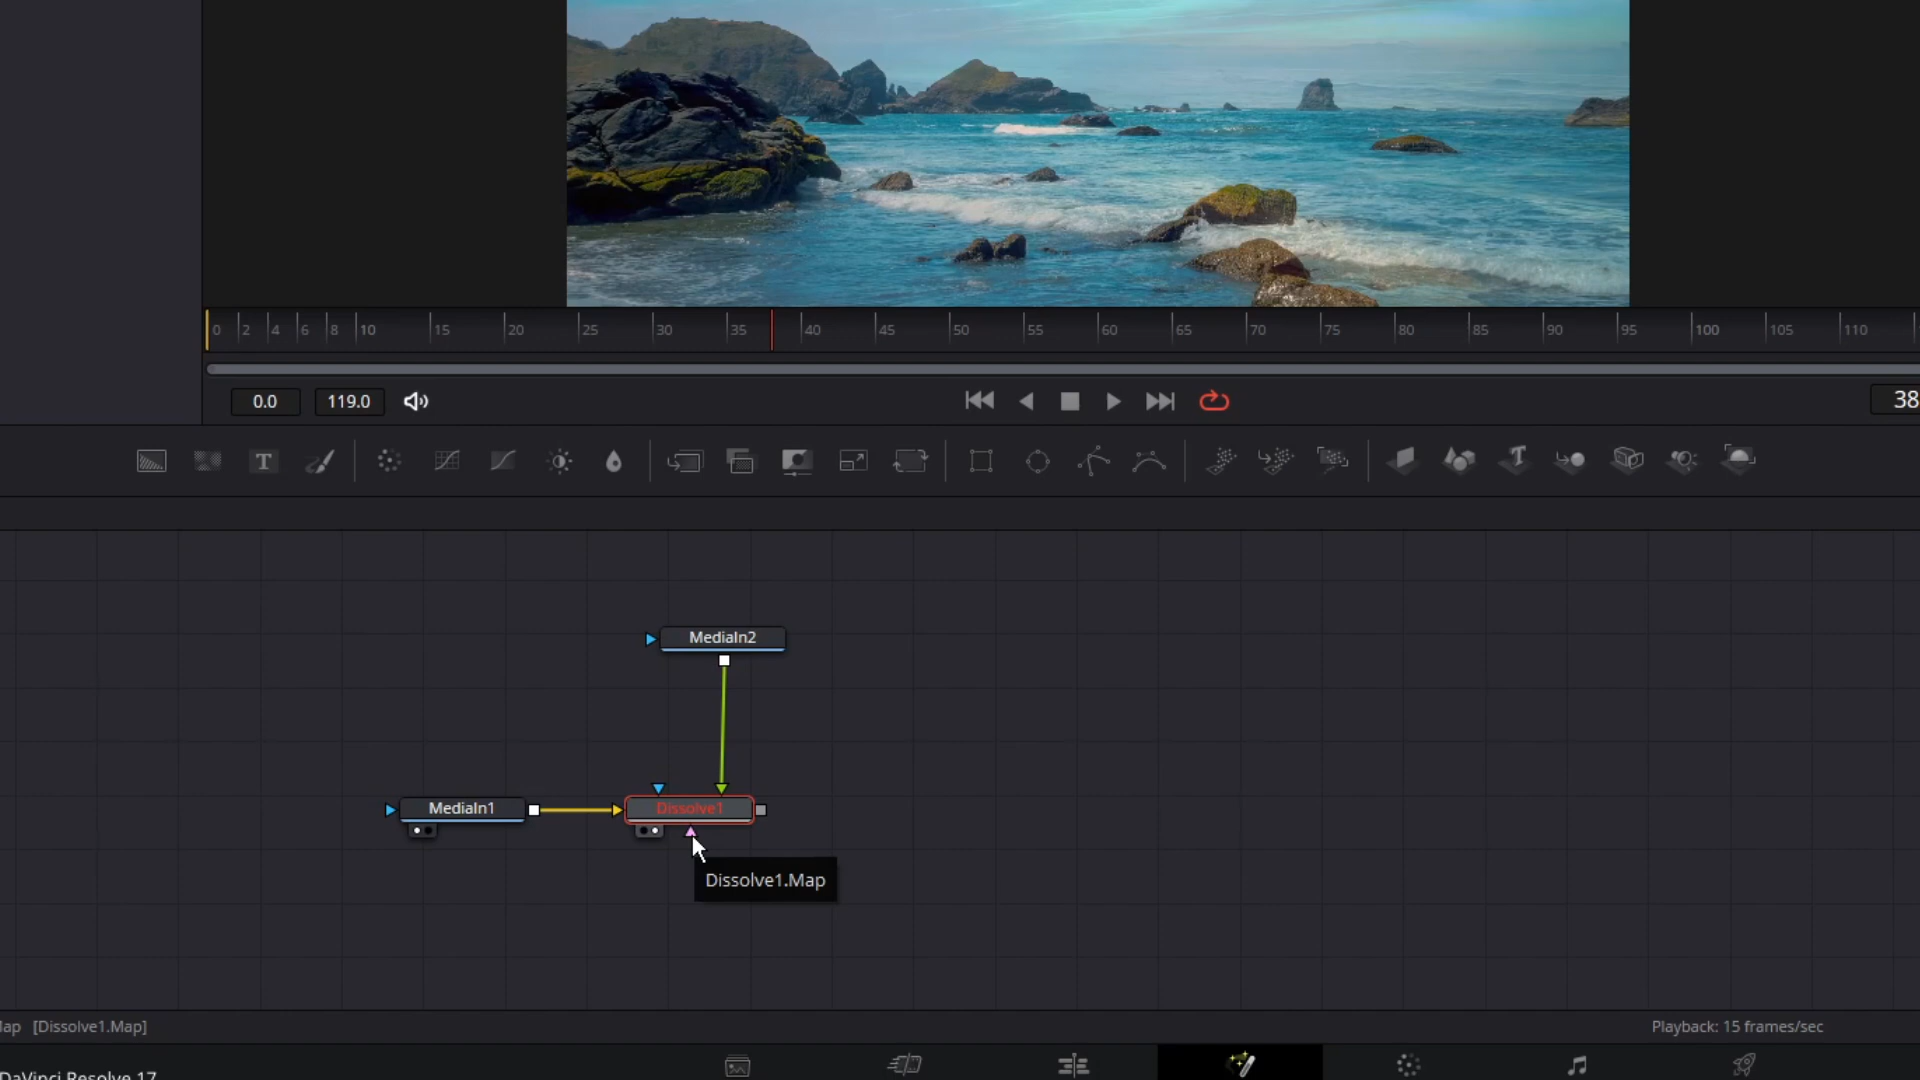 0 2 4 6 8 10 15 20 25 30 35 40 45 50 55 60 65 70 75 80 85 90 95 100 105 110
0.0 119.0 38
T
MediaIn2
MediaIn1 Dissolve1
Dissolve1.Map
Map [Dissolve1.Map] Playback: 15 frames/sec
DaVinci Resolve 17